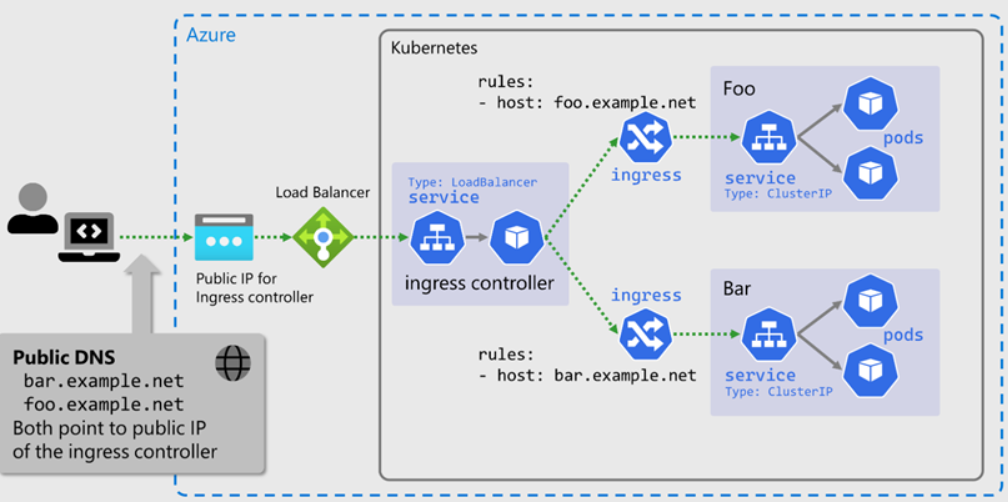 Azure
Kubernetes
rules:
- host: foo.example.net
Foo
pods
ingress
service
Type: ClusterIP
Load Balancer
Type: LoadBalancer
service
ingress controller
Public IP for
Ingress controller
ingress
Bar
pods
rules:
- host: bar.example.net
service
Type: ClusterIP
Public DNS
bar.example.net
foo.example.net
Both point to public IP
of the ingress controller